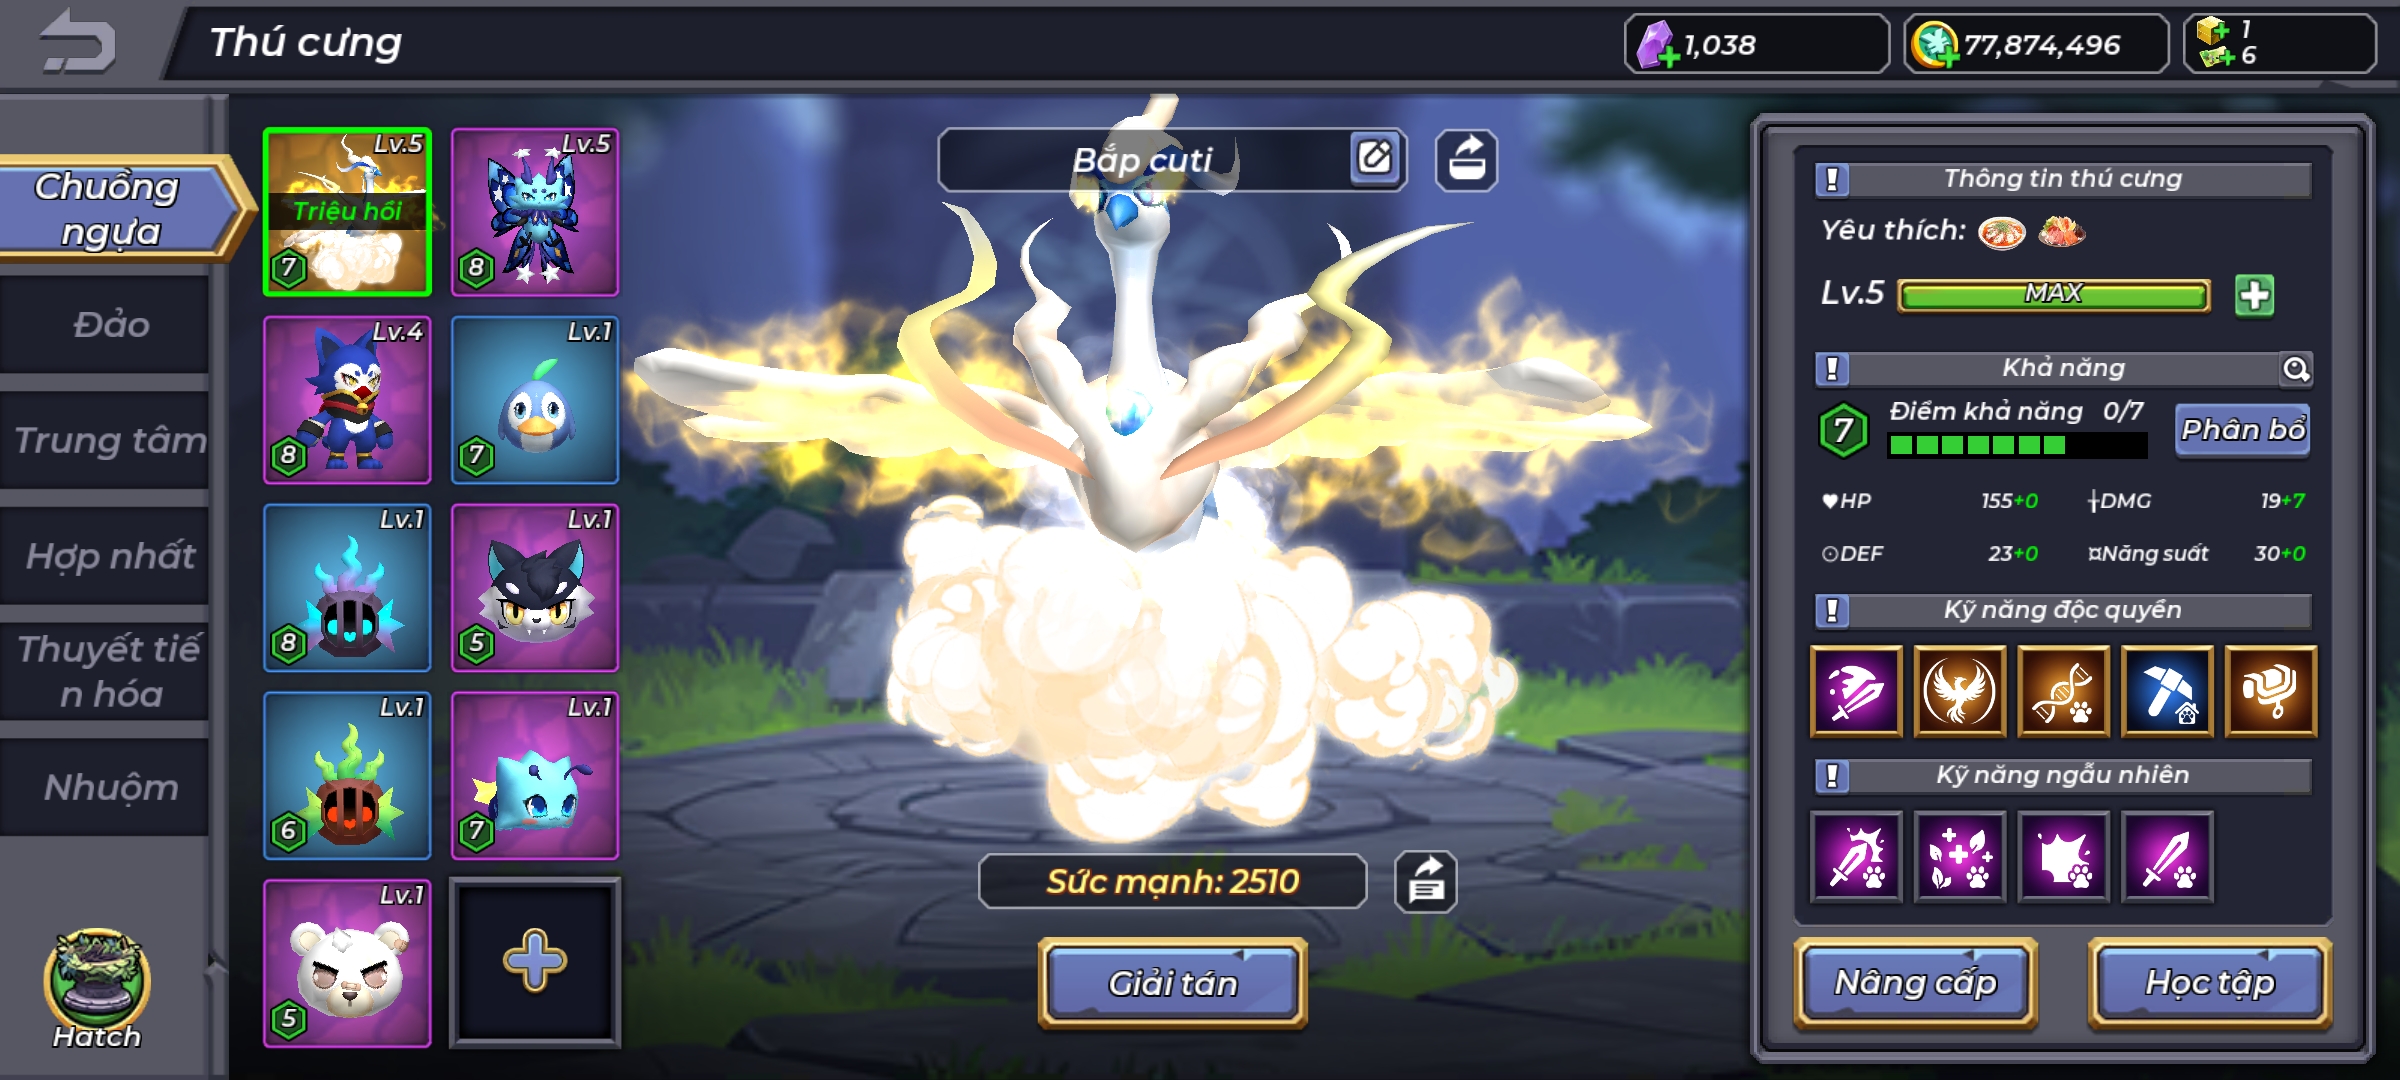 Thú cưng
1,038
77,874,496
1
6
Chuồng
ngựa
Đảo
Trung tâm
Hợp nhất
Thuyết tiế
n hóa
Nhuộm
Hatch
Lv.5
Triệu hồi
7
Lv.5
8
Lv.4
8
Lv.1
7
Lv.1
8
Lv.1
5
Lv.1
6
Lv.1
7
Lv.1
5
Bắp cuti
Sức mạnh: 2510
Giải tán
Thông tin thú cưng
Yêu thích:
Lv.5 MAX
Khả năng
7 Điểm khả năng 0/7 Phân bổ
HP 155+0 DMG 19+7
DEF 23+0 Năng suất 30+0
Kỹ năng độc quyền
Kỹ năng ngẫu nhiên
Nâng cấp
Học tập